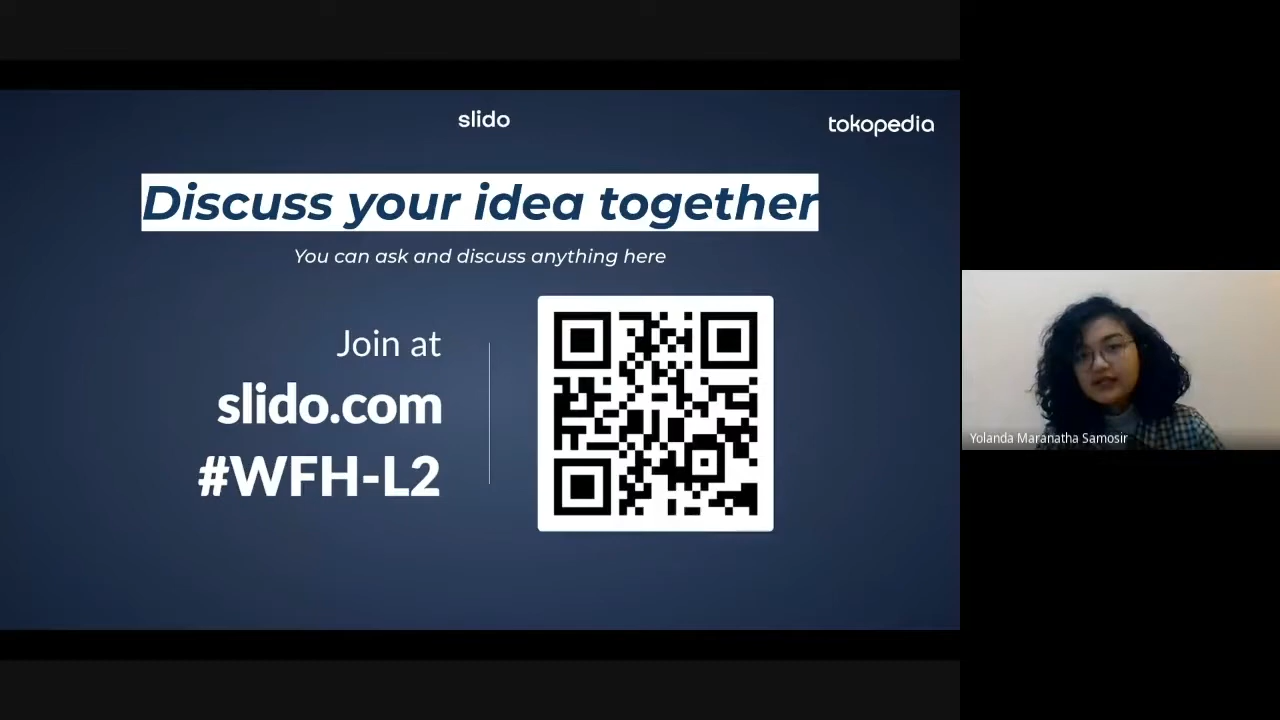 slido
tokopedia
Discuss your idea together
You can ask and discuss anything here
Join at
slido.com
#WFH-L2
Yolanda Maranatha Samosir